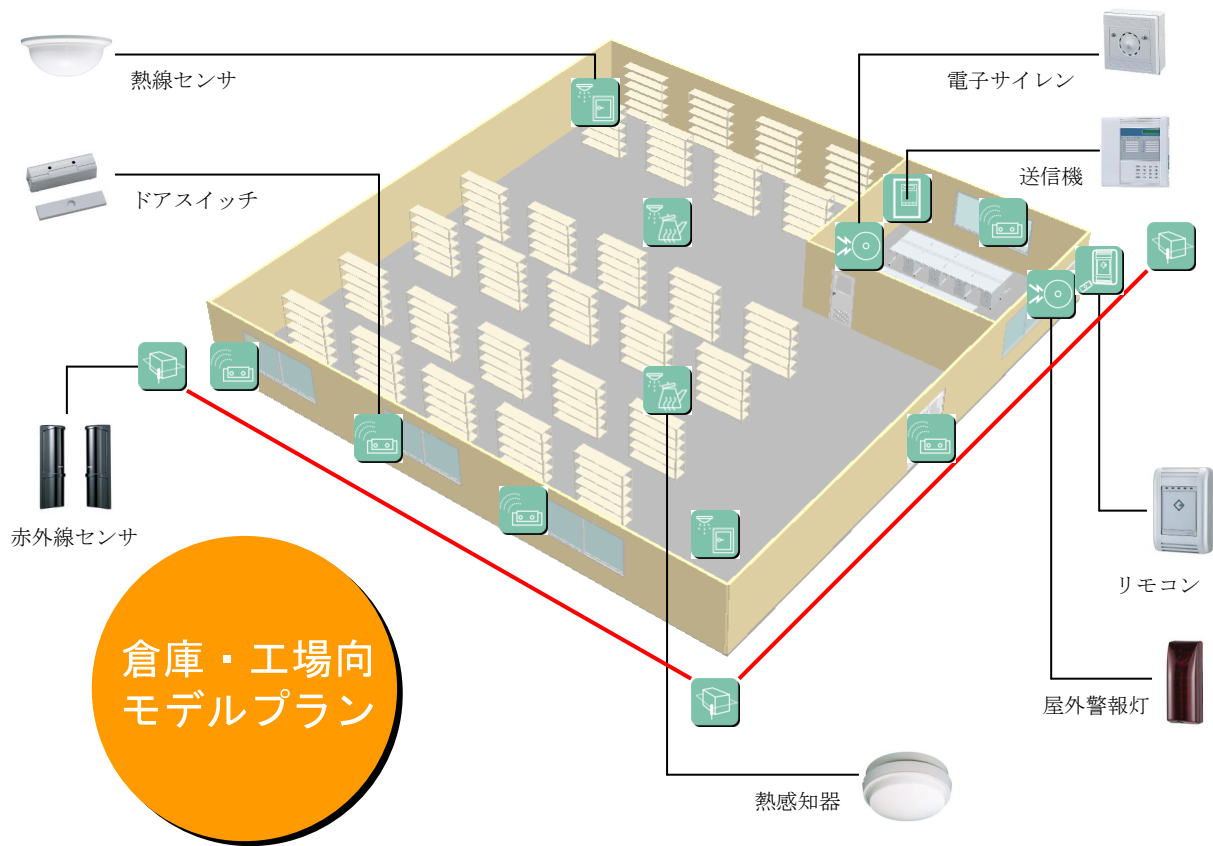 熱線センサ
電子サイレン
送信機
ドアスイッチ
赤外線センサ
リモコン
倉庫・工場向
モデルプラン
屋外警報灯
熱感知器